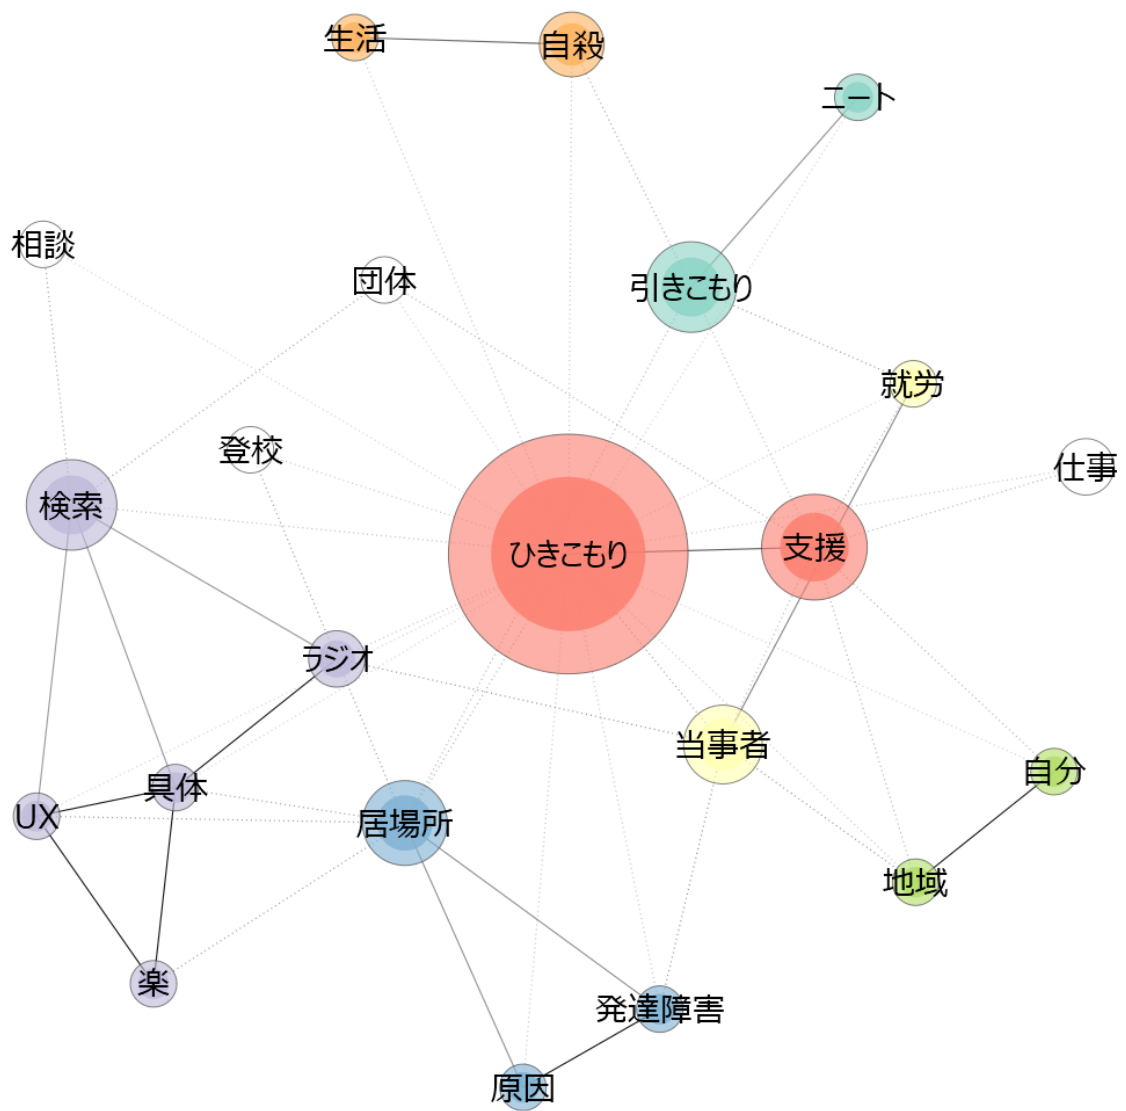 生活
自殺
ニート
相談
団体
引きこもり
就労
登校
仕事
検索
ひきこもり
支援
ラジオ
当事者
自分
具体
UX
居場所
地域
楽
発達障害
原因